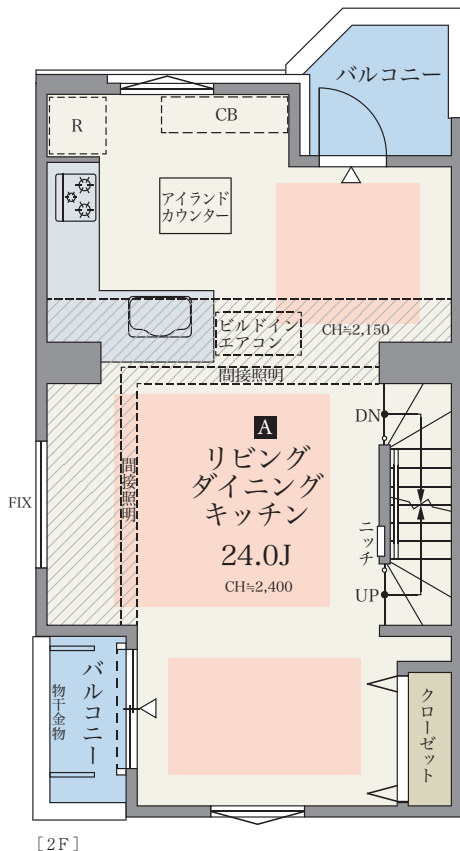 バルコニー
R
CB
アイランド
カウンター
ビルドイン
エアコン
CH≒2,150
間接照明
間接照明
A
リビング
ダイニング
キッチン
24.0J
CH≒2,400
DN
ニッチ
UP
FIX
バルコニー
物干金物
クローゼット
[2F]